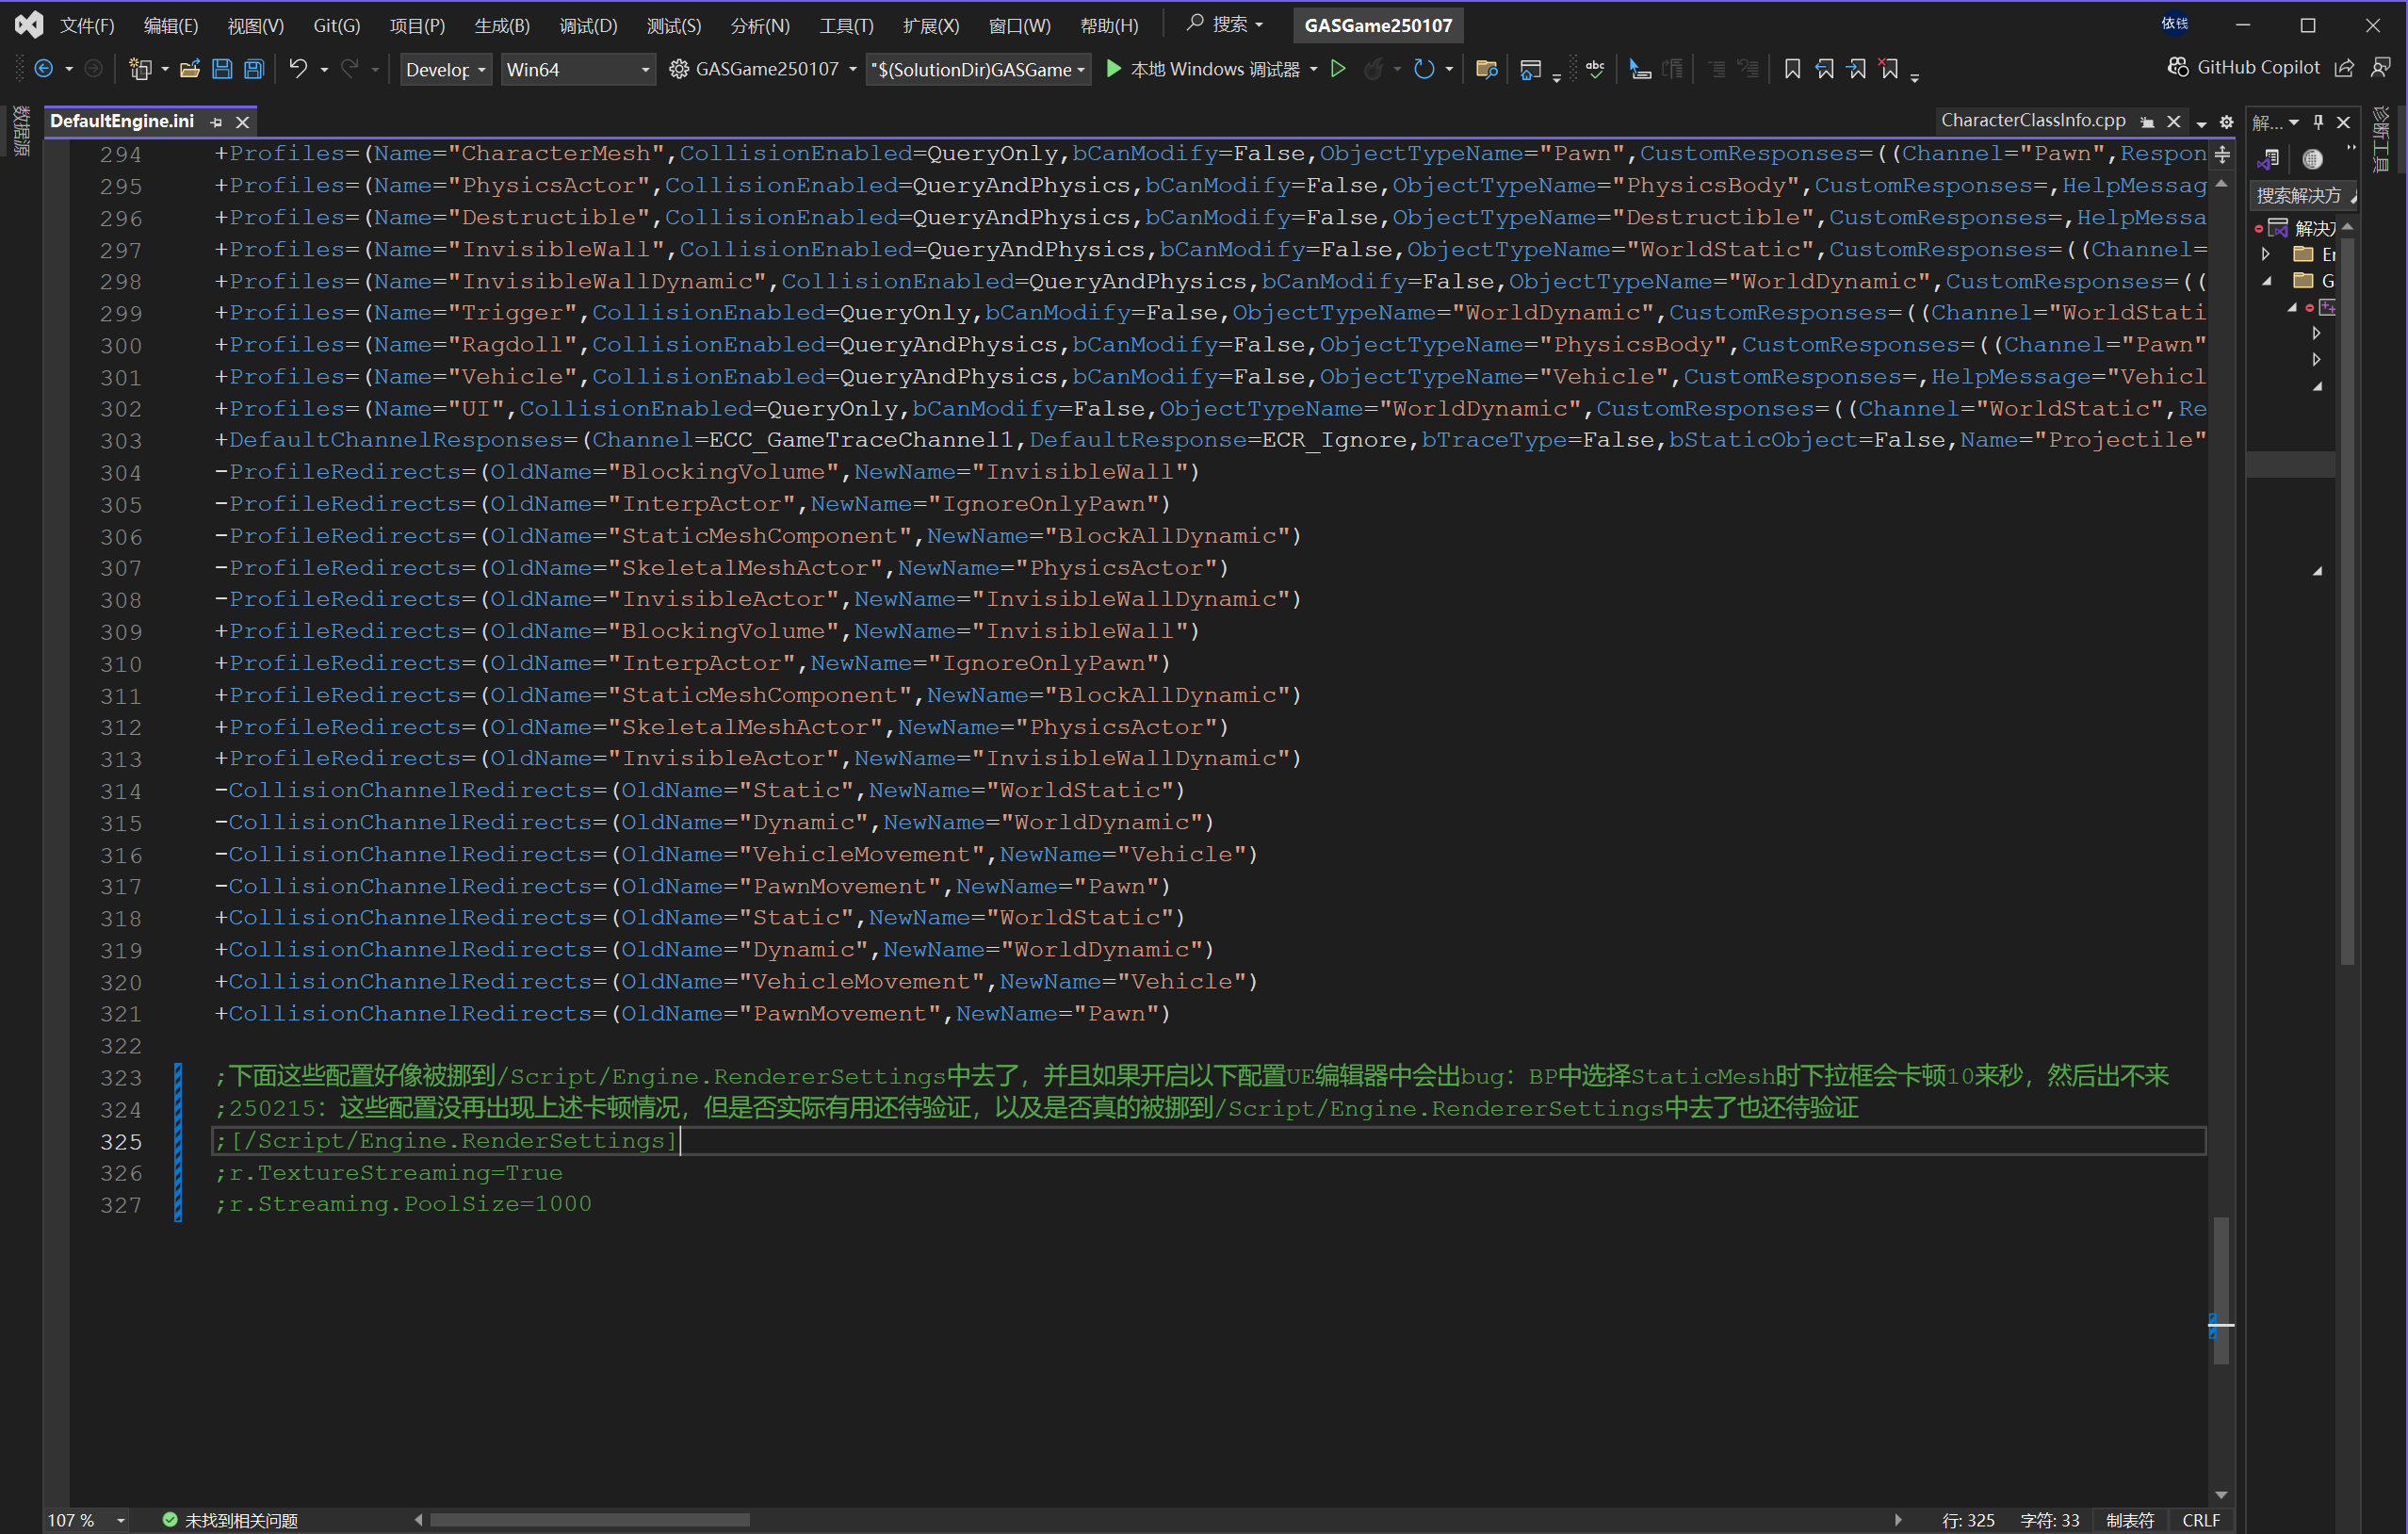 文件(F) 编辑(E) 视图(V) Git(G) 项目(P) 生成(B) 调试(D) 测试(S) 分析(N) 工具(T) 扩展(X) 窗口(W) 帮助(H) 搜索 GASGame250107 依钱
Develop Win64 GASGame250107 "$(SolutionDir)GASGame 本地 Windows 调试器 abc GitHub Copilot
数据源
DefaultEngine.ini CharacterClassInfo.cpp 解...
诊断工具
搜索解决方
解决
294 +Profiles=(Name="CharacterMesh",CollisionEnabled=QueryOnly,bCanModify=False,ObjectTypeName="Pawn",CustomResponses=((Channel="Pawn",Respon
295 +Profiles=(Name="PhysicsActor",CollisionEnabled=QueryAndPhysics,bCanModify=False,ObjectTypeName="PhysicsBody",CustomResponses=,HelpMessag
296 +Profiles=(Name="Destructible",CollisionEnabled=QueryAndPhysics,bCanModify=False,ObjectTypeName="Destructible",CustomResponses=,HelpMessa
297 +Profiles=(Name="InvisibleWall",CollisionEnabled=QueryAndPhysics,bCanModify=False,ObjectTypeName="WorldStatic",CustomResponses=((Channel=
298 +Profiles=(Name="InvisibleWallDynamic",CollisionEnabled=QueryAndPhysics,bCanModify=False,ObjectTypeName="WorldDynamic",CustomResponses=((
299 +Profiles=(Name="Trigger",CollisionEnabled=QueryOnly,bCanModify=False,ObjectTypeName="WorldDynamic",CustomResponses=((Channel="WorldStati
300 +Profiles=(Name="Ragdoll",CollisionEnabled=QueryAndPhysics,bCanModify=False,ObjectTypeName="PhysicsBody",CustomResponses=((Channel="Pawn"
301 +Profiles=(Name="Vehicle",CollisionEnabled=QueryAndPhysics,bCanModify=False,ObjectTypeName="Vehicle",CustomResponses=,HelpMessage="Vehicl
302 +Profiles=(Name="UI",CollisionEnabled=QueryOnly,bCanModify=False,ObjectTypeName="WorldDynamic",CustomResponses=((Channel="WorldStatic",Re
303 +DefaultChannelResponses=(Channel=ECC_GameTraceChannel1,DefaultResponse=ECR_Ignore,bTraceType=False,bStaticObject=False,Name="Projectile"
304 -ProfileRedirects=(OldName="BlockingVolume",NewName="InvisibleWall")
305 -ProfileRedirects=(OldName="InterpActor",NewName="IgnoreOnlyPawn")
306 -ProfileRedirects=(OldName="StaticMeshComponent",NewName="BlockAllDynamic")
307 -ProfileRedirects=(OldName="SkeletalMeshActor",NewName="PhysicsActor")
308 -ProfileRedirects=(OldName="InvisibleActor",NewName="InvisibleWallDynamic")
309 +ProfileRedirects=(OldName="BlockingVolume",NewName="InvisibleWall")
310 +ProfileRedirects=(OldName="InterpActor",NewName="IgnoreOnlyPawn")
311 +ProfileRedirects=(OldName="StaticMeshComponent",NewName="BlockAllDynamic")
312 +ProfileRedirects=(OldName="SkeletalMeshActor",NewName="PhysicsActor")
313 +ProfileRedirects=(OldName="InvisibleActor",NewName="InvisibleWallDynamic")
314 -CollisionChannelRedirects=(OldName="Static",NewName="WorldStatic")
315 -CollisionChannelRedirects=(OldName="Dynamic",NewName="WorldDynamic")
316 -CollisionChannelRedirects=(OldName="VehicleMovement",NewName="Vehicle")
317 -CollisionChannelRedirects=(OldName="PawnMovement",NewName="Pawn")
318 +CollisionChannelRedirects=(OldName="Static",NewName="WorldStatic")
319 +CollisionChannelRedirects=(OldName="Dynamic",NewName="WorldDynamic")
320 +CollisionChannelRedirects=(OldName="VehicleMovement",NewName="Vehicle")
321 +CollisionChannelRedirects=(OldName="PawnMovement",NewName="Pawn")
322
323 ;下面这些配置好像被挪到/Script/Engine.RendererSettings中去了，并且如果开启以下配置UE编辑器中会出bug：BP中选择StaticMesh时下拉框会卡顿10来秒，然后出不来
324 ;250215：这些配置没再出现上述卡顿情况，但是否实际有用还待验证，以及是否真的被挪到/Script/Engine.RendererSettings中去了也还待验证
325 ;[/Script/Engine.RenderSettings]
326 ;r.TextureStreaming=True
327 ;r.Streaming.PoolSize=1000
107 % 未找到相关问题 行: 325 字符: 33 制表符 CRLF